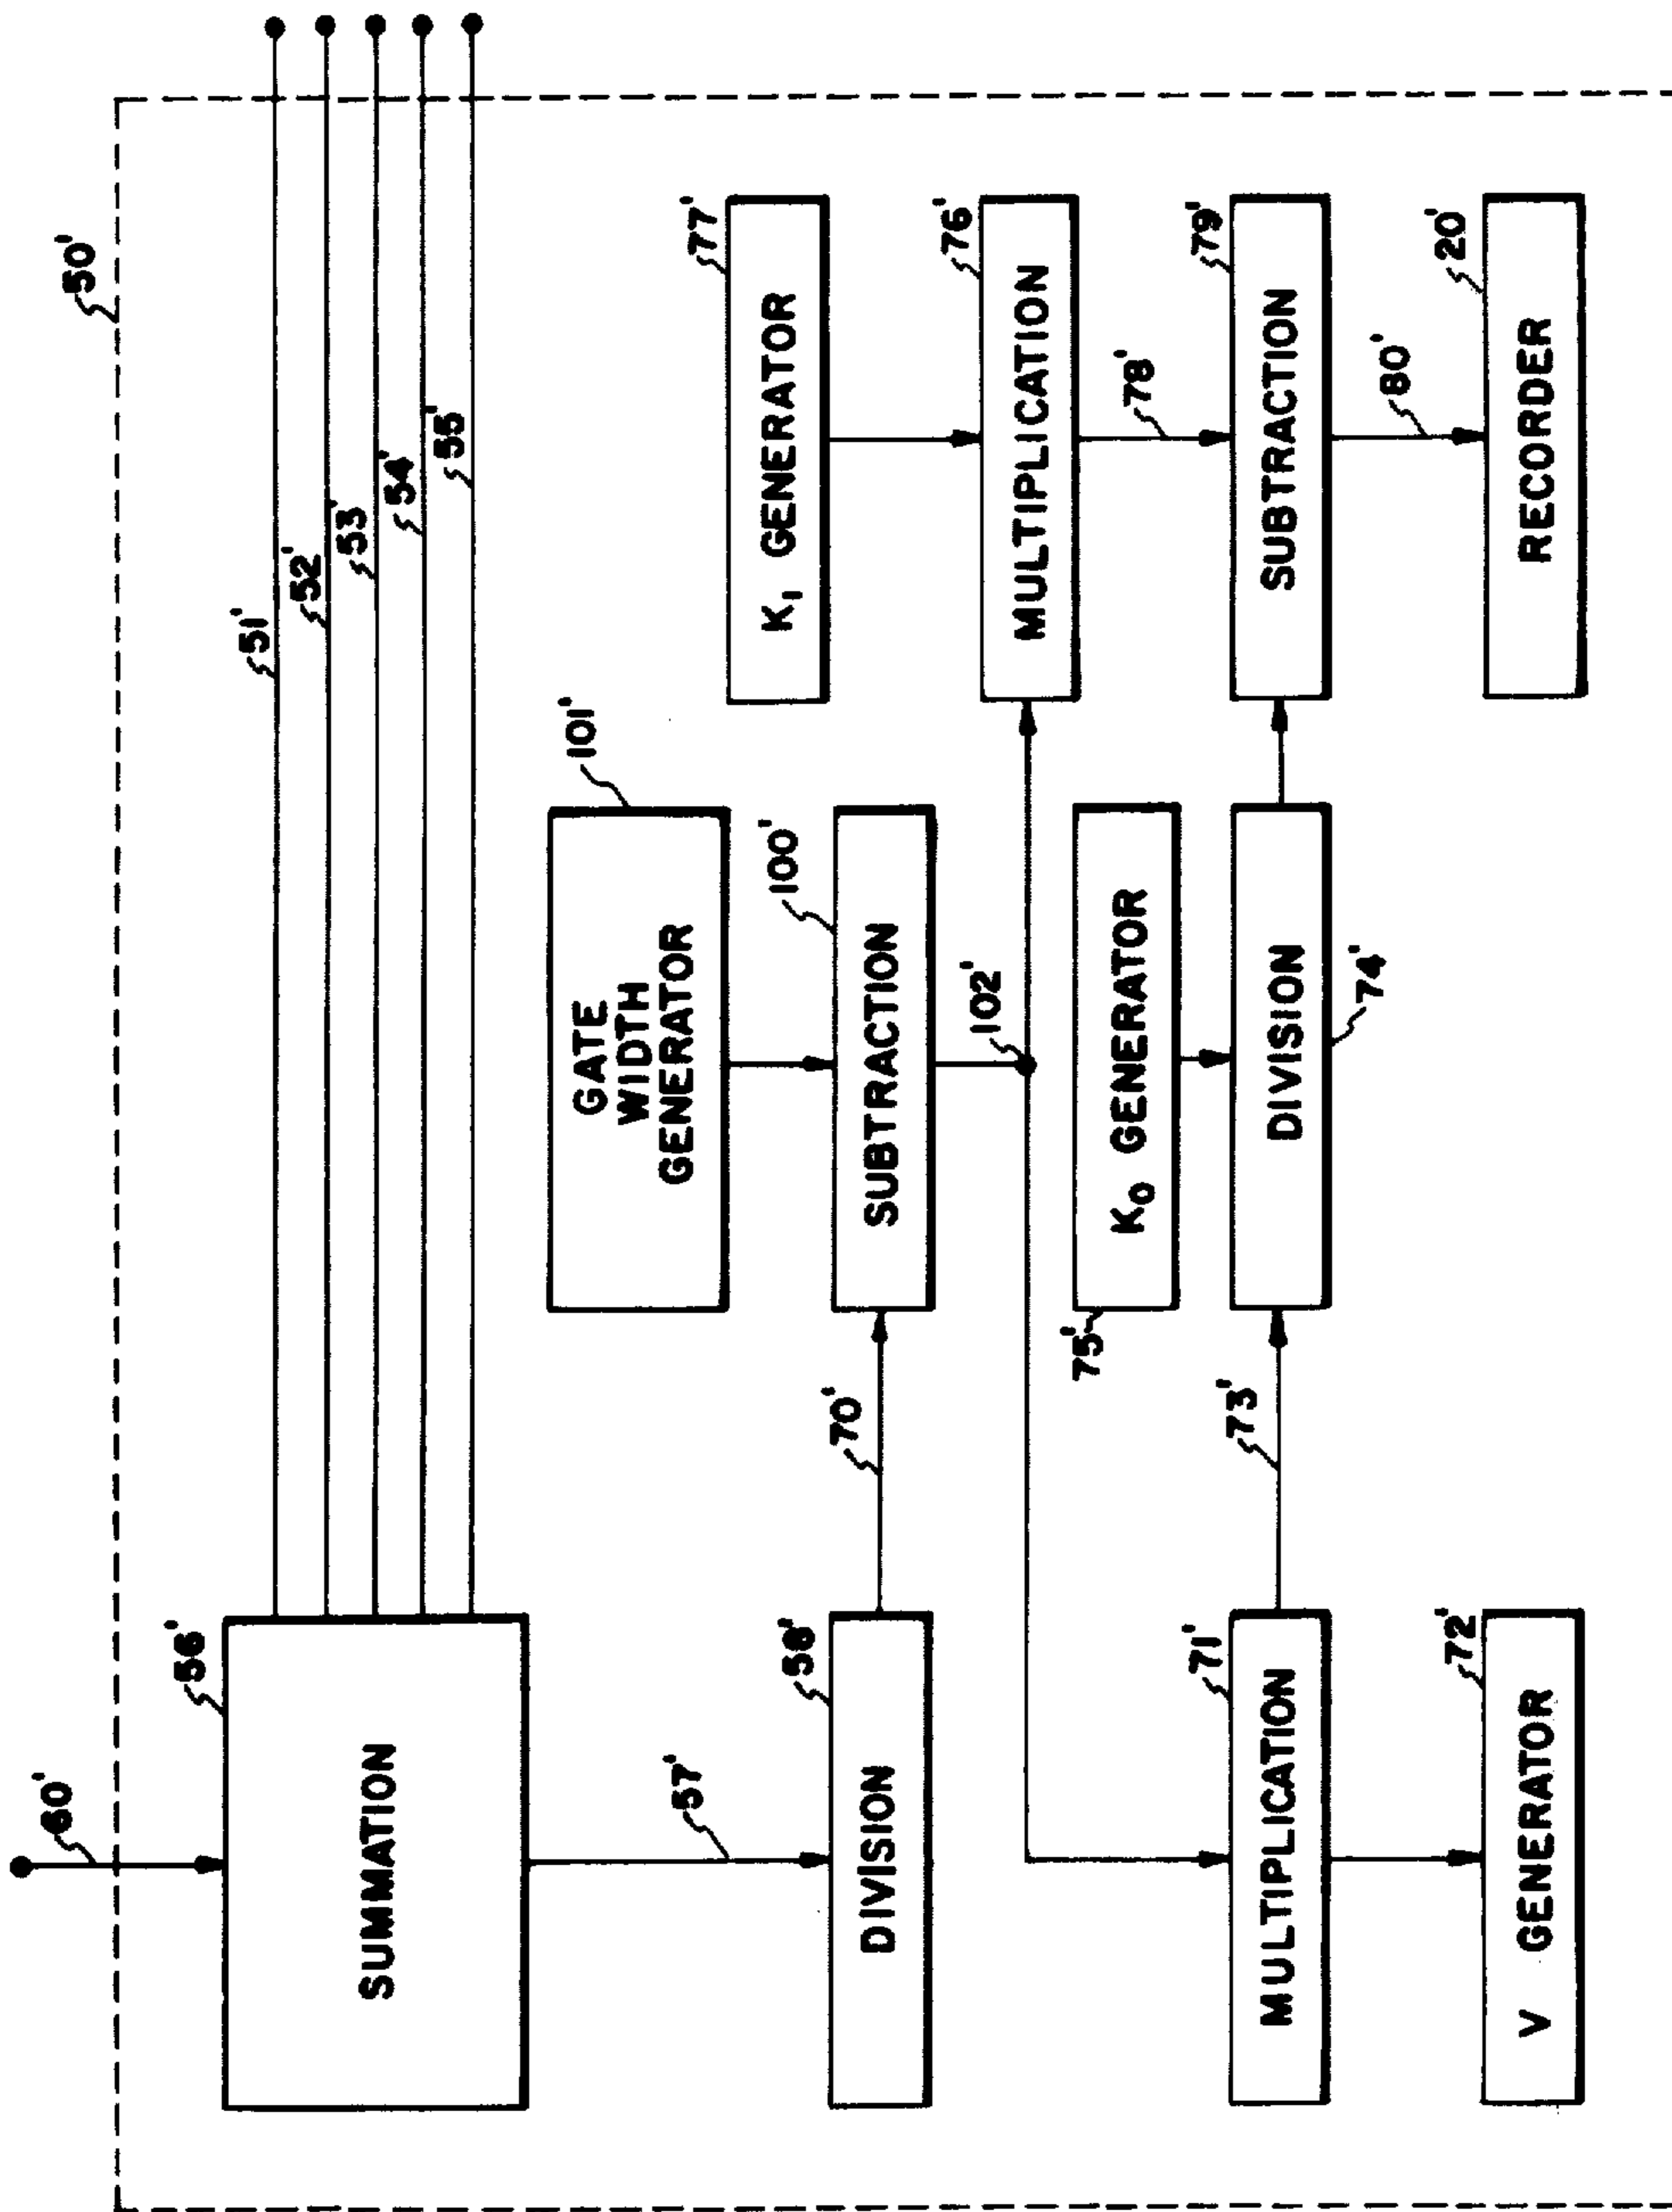 60'
50'
56'
51'
52'
53'
54'
55'
SUMMATION
101'
GATE
WIDTH
GENERATOR
57'
77'
K₁ GENERATOR
58'
100'
70'
DIVISION
SUBTRACTION
76'
102'
MULTIPLICATION
75'
K₀ GENERATOR
78'
71'
73'
79'
MULTIPLICATION
DIVISION
SUBTRACTION
74'
80'
72'
20'
V GENERATOR
RECORDER